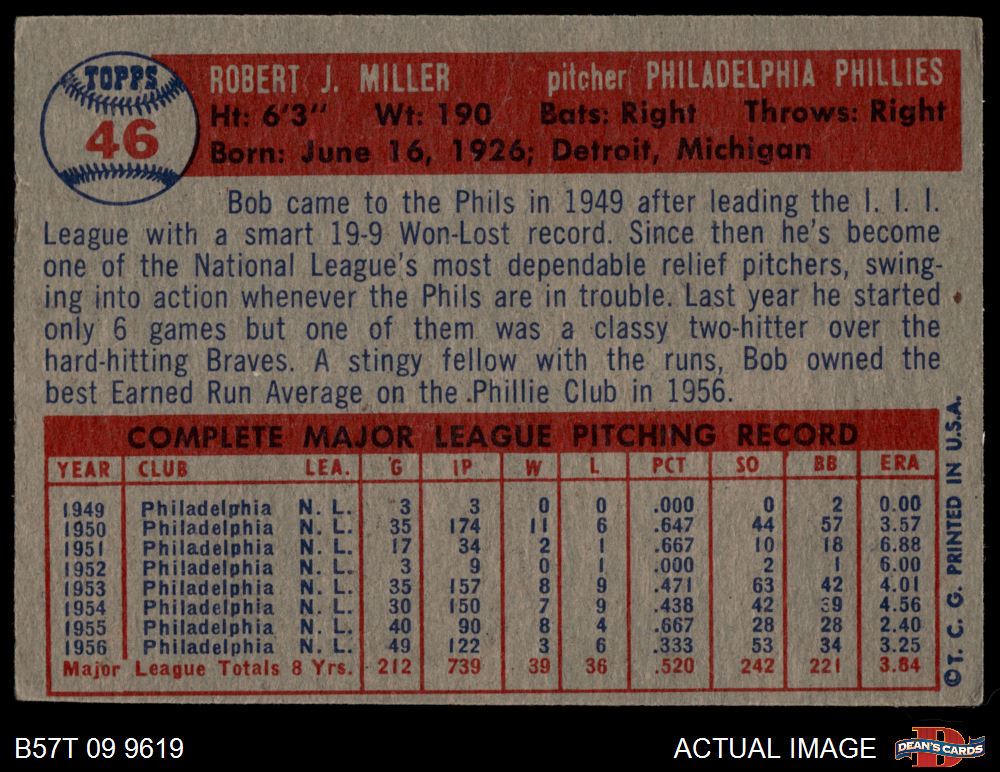 TOPPS
46
ROBERT J. MILLER pitcher PHILADELPHIA PHILLIES
Ht: 6'3" Wt: 190 Bats: Right Throws: Right
Born: June 16, 1926; Detroit, Michigan
Bob came to the Phils in 1949 after leading the I. I. I.
League with a smart 19-9 Won-Lost record. Since then he's become
one of the National League's most dependable relief pitchers, swing-
ing into action whenever the Phils are in trouble. Last year he started
only 6 games but one of them was a classy two-hitter over the
hard-hitting Braves. A stingy fellow with the runs, Bob owned the
best Earned Run Average on the Phillie Club in 1956.
COMPLETE MAJOR LEAGUE PITCHING RECORD
YEAR CLUB LEA. G IP W L PCT SO BB ERA
1949 Philadelphia N. L. 3 3 0 0 .000 0 2 0.00
1950 Philadelphia N. L. 35 174 11 6 .647 44 57 3.57
1951 Philadelphia N. L. 17 34 2 1 .667 10 18 6.88
1952 Philadelphia N. L. 3 9 0 1 .000 2 1 6.00
1953 Philadelphia N. L. 35 157 8 9 .471 63 42 4.01
1954 Philadelphia N. L. 30 150 7 9 .438 42 39 4.56
1955 Philadelphia N. L. 40 90 8 4 .667 28 28 2.40
1956 Philadelphia N. L. 49 122 3 6 .333 53 34 3.25
Major League Totals 8 Yrs. 212 739 39 36 .520 242 221 3.84
©T. C. G. PRINTED IN U.S.A.
B57T 09 9619
ACTUAL IMAGE
DEAN'S CARDS